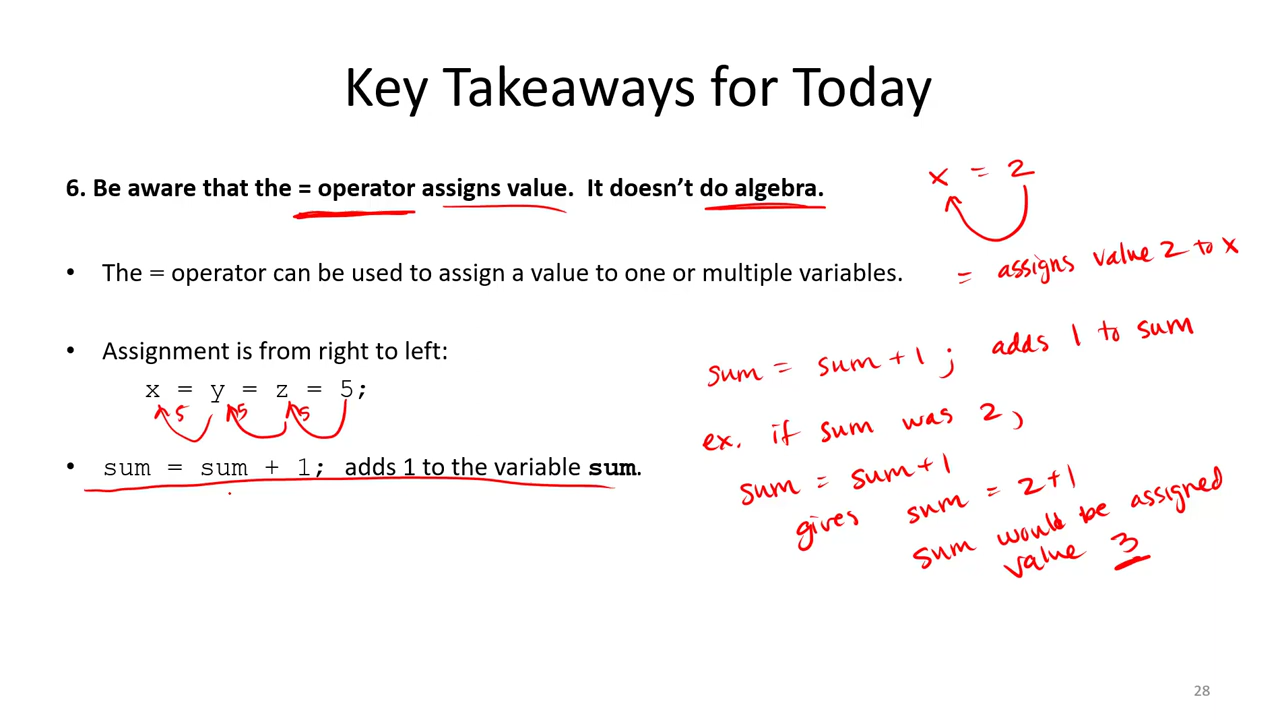 Key Takeaways for Today
6. Be aware that the = operator assigns value. It doesn't do algebra.
x = 2
• The = operator can be used to assign a value to one or multiple variables.
= assigns value 2 to x
• Assignment is from right to left:
x = y = z = 5;
5 5 5
sum = sum + 1; adds 1 to sum
ex. if sum was 2,
• sum = sum + 1; adds 1 to the variable sum.
sum = sum + 1
gives sum = 2 + 1
sum would be assigned
value 3
28